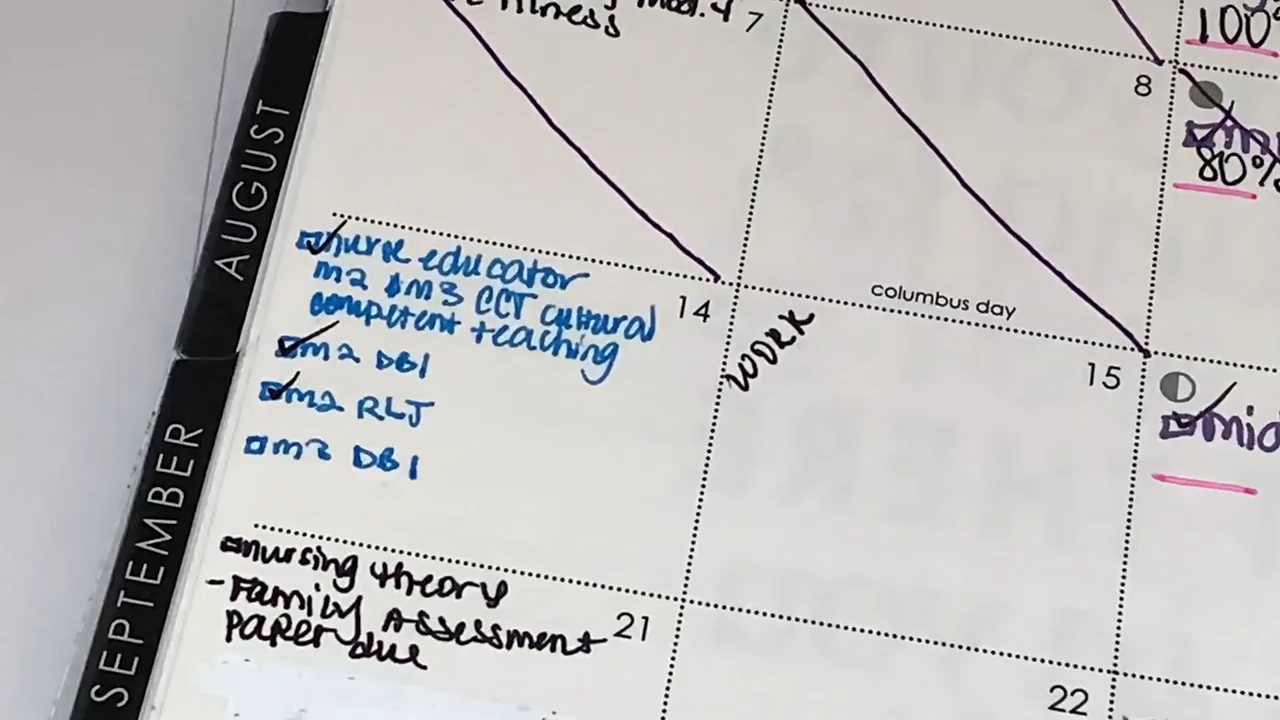 Fitness
7
100%
8
80%
AUGUST
nurse educator
m2 & m3 CCT cultural
competent teaching
14
m2 DB1
m2 RLJ
m3 DB1
columbus day
WORK
15
SEPTEMBER
nursing theory
-Family Assessment
paper due
21
22